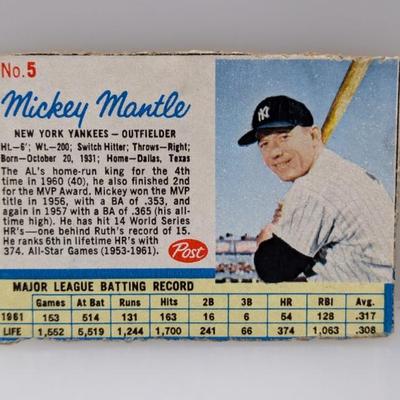 No. 5
Mickey Mantle
NEW YORK YANKEES—OUTFIELDER
HL—6'; WL—200; Switch Hitter; Throws—Right;
Born—October 20, 1931; Home—Dallas, Texas
The AL's home-run king for the 4th
time in 1960 (40), he also finished 2nd
for the MVP Award. Mickey won the MVP
title in 1956, with a BA of .353, and
again in 1957 with a BA of .365 (his all-
time high). He has hit 14 World Series
HR's—one behind Ruth's record of 15.
He ranks 6th in lifetime HR's with
374. All-Star Games (1953-1961).
Post
NY
MAJOR LEAGUE BATTING RECORD
Games At Bat Runs Hits 2B 3B HR RBI Avg.
1961 153 514 131 163 16 6 54 128 .317
LIFE 1,552 5,519 1,244 1,700 241 66 374 1,063 .308